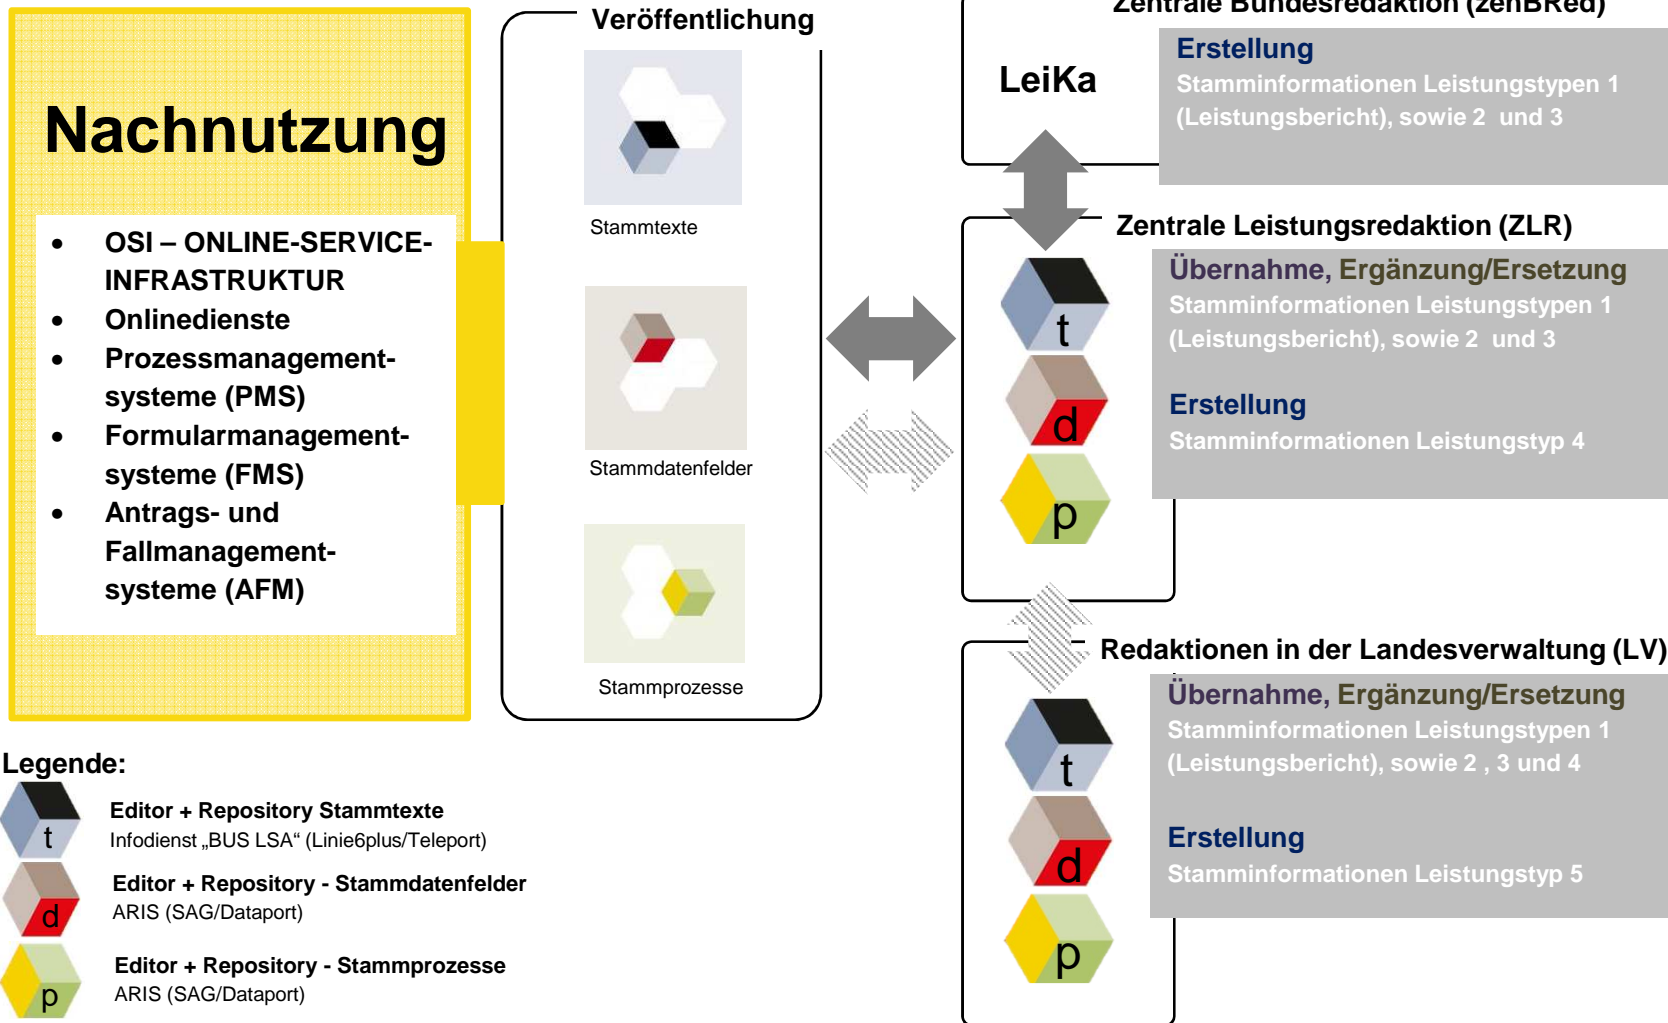 Nachnutzung
• OSI – ONLINE-SERVICE-
INFRASTRUKTUR
• Onlinedienste
• Prozessmanagement-
systeme (PMS)
• Formularmanagement-
systeme (FMS)
• Antrags- und
Fallmanagement-
systeme (AFM)
Veröffentlichung
Stammtexte
Stammdatenfelder
Stammprozesse
Zentrale Bundesredaktion (zenBRed)
LeiKa
Erstellung
Stamminformationen Leistungstypen 1
(Leistungsbericht), sowie 2 und 3
Zentrale Leistungsredaktion (ZLR)
t
d
p
Übernahme, Ergänzung/Ersetzung
Stamminformationen Leistungstypen 1
(Leistungsbericht), sowie 2 und 3
Erstellung
Stamminformationen Leistungstyp 4
Redaktionen in der Landesverwaltung (LV)
t
d
p
Übernahme, Ergänzung/Ersetzung
Stamminformationen Leistungstypen 1
(Leistungsbericht), sowie 2 , 3 und 4
Erstellung
Stamminformationen Leistungstyp 5
Legende:
t
Editor + Repository Stammtexte
Infodienst „BUS LSA“ (Linie6plus/Teleport)
d
Editor + Repository - Stammdatenfelder
ARIS (SAG/Dataport)
p
Editor + Repository - Stammprozesse
ARIS (SAG/Dataport)